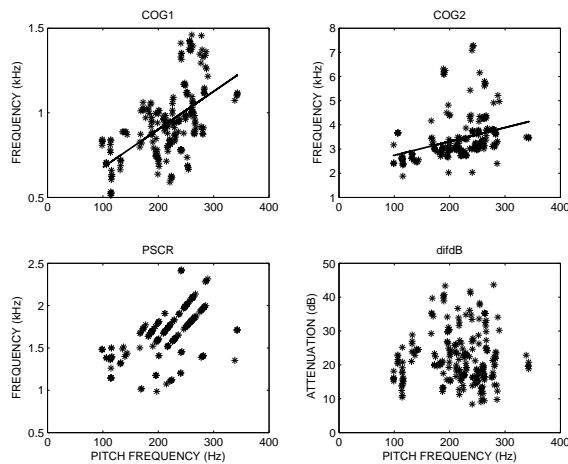 COG1
COG2
1.5
1
0.5
FREQUENCY (kHz)
0 100 200 300 400
8
7
6
5
4
3
2
1
FREQUENCY (kHz)
0 100 200 300 400
PSCR
difdB
2.5
2
1.5
1
0.5
FREQUENCY (kHz)
0 100 200 300 400
PITCH FREQUENCY (Hz)
50
40
30
20
10
0
ATTENUATION (dB)
0 100 200 300 400
PITCH FREQUENCY (Hz)